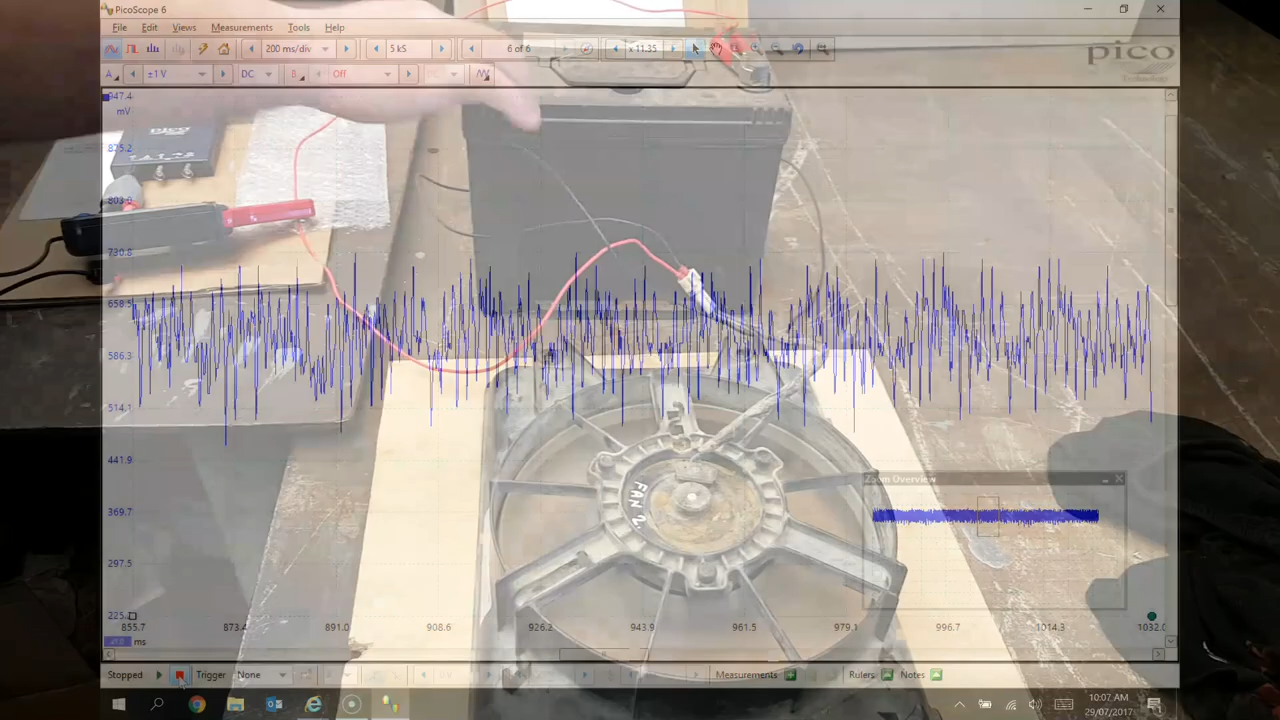 PicoScope 6
File Edit Views Measurements Tools Help
200 ms/div 5 kS 6 of 6 x 11.35
A ±1 V DC B Off
pico
Technology
947.4
mV
875.2
803.0
730.8
658.5
586.3
514.1
441.9
369.7
297.5
225.
855.7 873.4 891.0 908.6 926.2 943.9 961.5 979.1 996.7 1014.3 1032.0
ms
pico
FAN 2.
Zoom Overview
Stopped Trigger None Measurements Rulers Notes
10:07 AM
29/07/2017